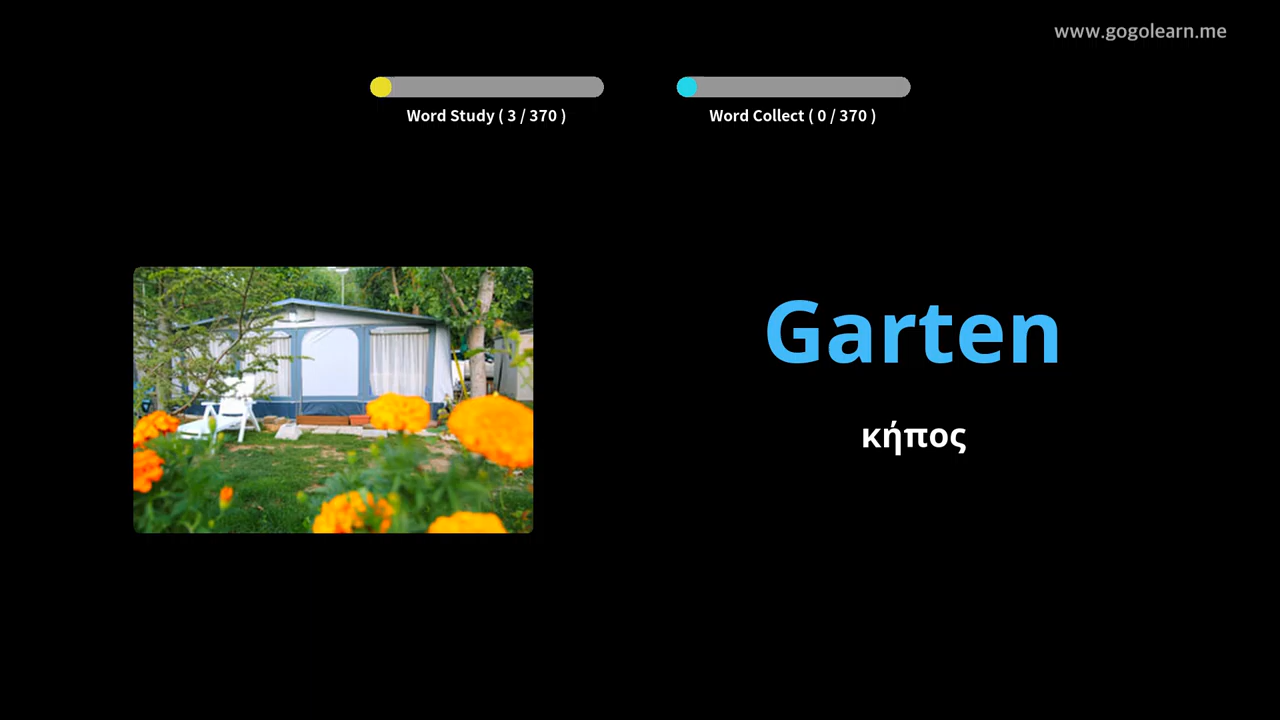 www.gogolearn.me
Word Study ( 3 / 370 )
Word Collect ( 0 / 370 )
Garten
κήπος